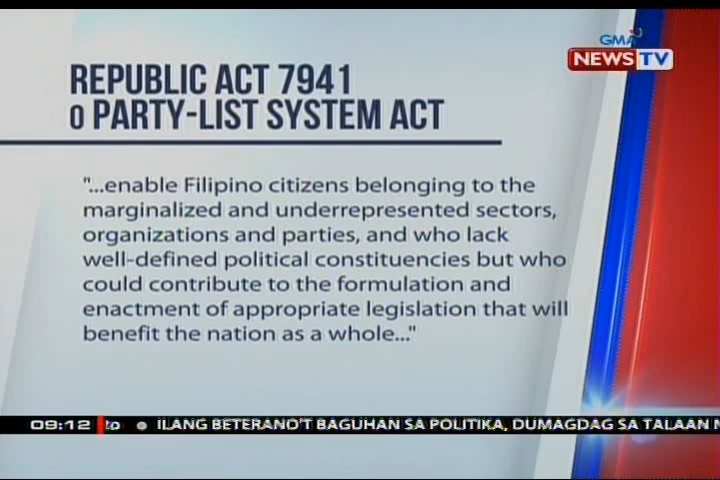 GMA
NEWS TV
REPUBLIC ACT 7941
O PARTY-LIST SYSTEM ACT
"...enable Filipino citizens belonging to the
marginalized and underrepresented sectors,
organizations and parties, and who lack
well-defined political constituencies but who
could contribute to the formulation and
enactment of appropriate legislation that will
benefit the nation as a whole..."
09:12 to ● ILANG BETERANO'T BAGUHAN SA POLITIKA, DUMAGDAG SA TALAAN N